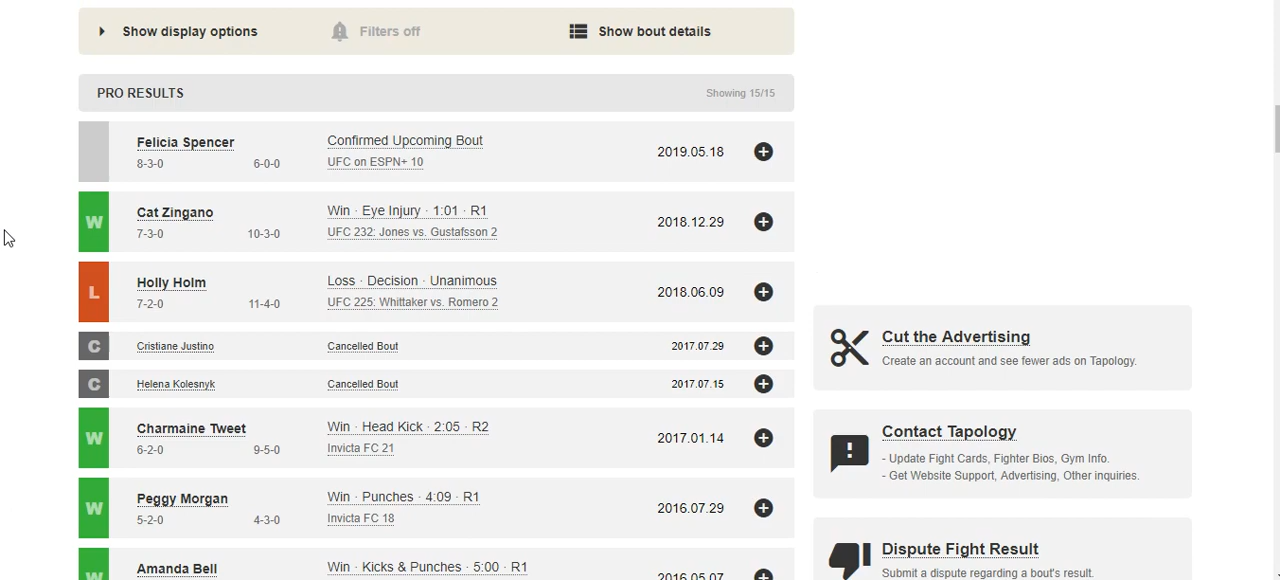 Show display options
Filters off
Show bout details
PRO RESULTS
Showing 15/15
Felicia Spencer
8-3-0
6-0-0
Confirmed Upcoming Bout
UFC on ESPN+ 10
2019.05.18
W
Cat Zingano
7-3-0
10-3-0
Win · Eye Injury · 1:01 · R1
UFC 232: Jones vs. Gustafsson 2
2018.12.29
L
Holly Holm
7-2-0
11-4-0
Loss · Decision · Unanimous
UFC 225: Whittaker vs. Romero 2
2018.06.09
C
Cristiane Justino
Cancelled Bout
2017.07.29
C
Helena Kolesnyk
Cancelled Bout
2017.07.15
W
Charmaine Tweet
6-2-0
9-5-0
Win · Head Kick · 2:05 · R2
Invicta FC 21
2017.01.14
W
Peggy Morgan
5-2-0
4-3-0
Win · Punches · 4:09 · R1
Invicta FC 18
2016.07.29
W
Amanda Bell
Win · Kicks & Punches · 5:00 · R1
2016.05.07
Cut the Advertising
Create an account and see fewer ads on Tapology.
Contact Tapology
- Update Fight Cards, Fighter Bios, Gym Info.
- Get Website Support, Advertising, Other inquiries.
Dispute Fight Result
Submit a dispute regarding a bout's result.